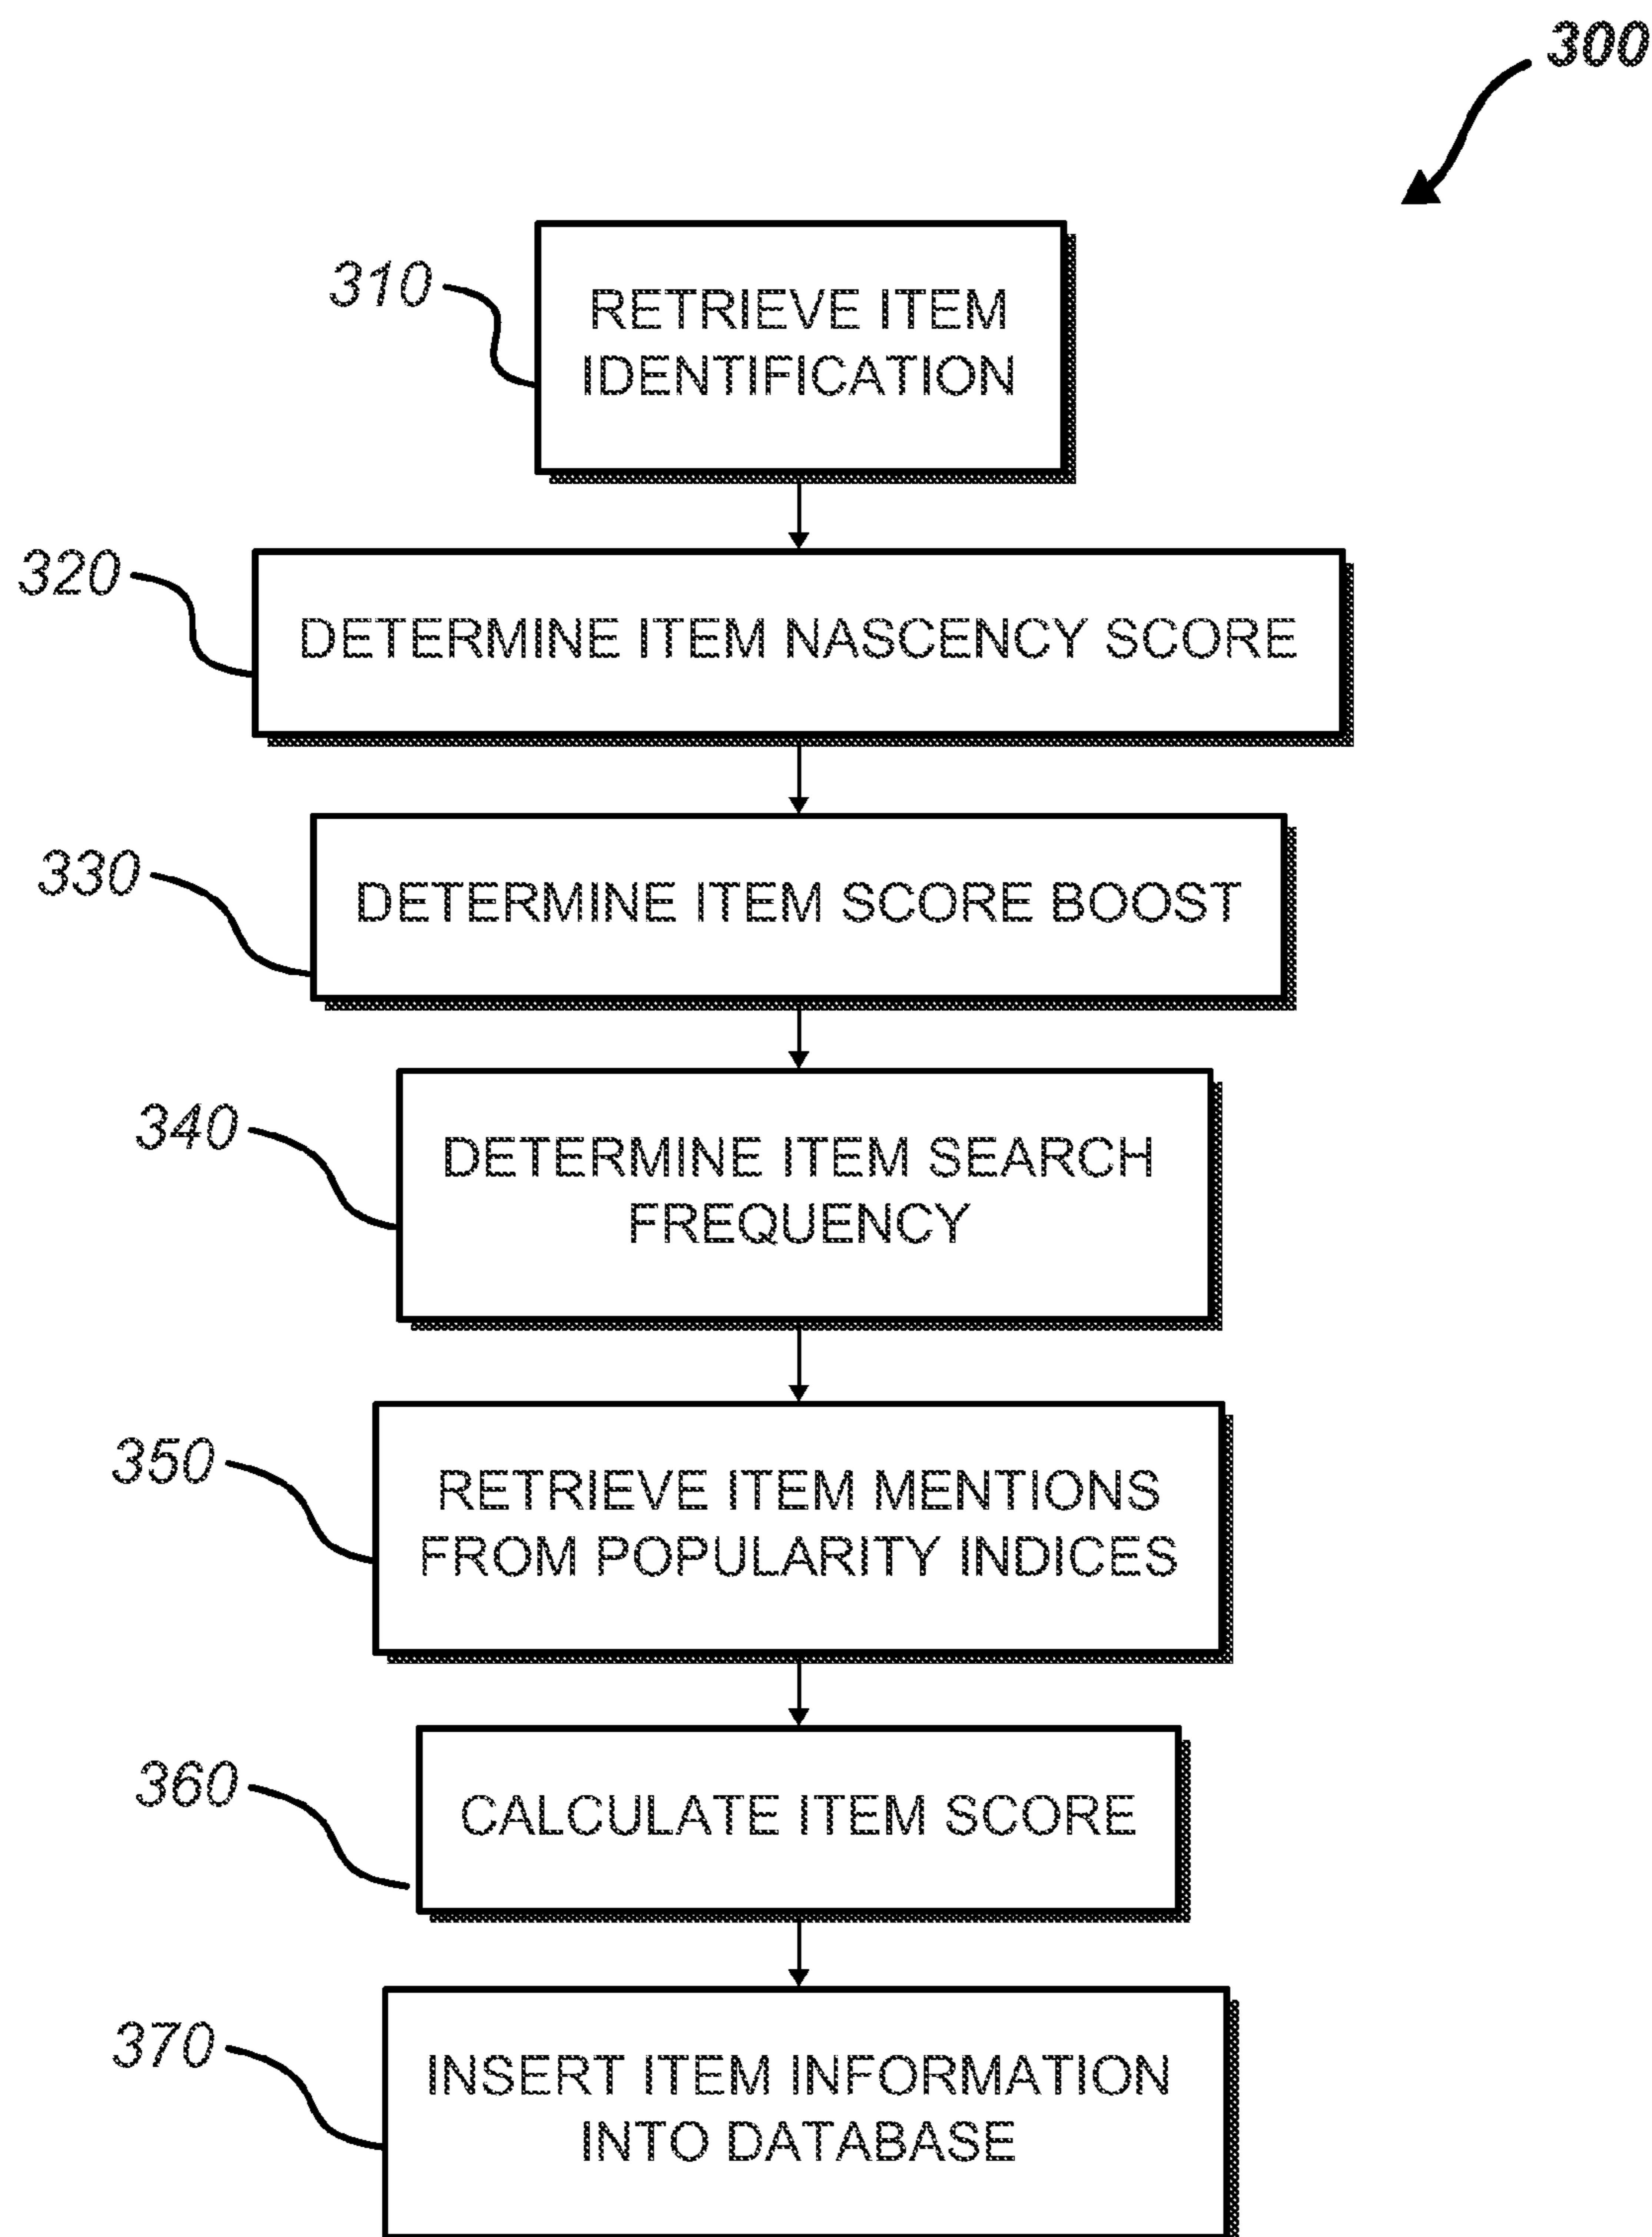 300
310
RETRIEVE ITEM
IDENTIFICATION
320
DETERMINE ITEM NASCENCY SCORE
330
DETERMINE ITEM SCORE BOOST
340
DETERMINE ITEM SEARCH
FREQUENCY
350
RETRIEVE ITEM MENTIONS
FROM POPULARITY INDICES
360
CALCULATE ITEM SCORE
370
INSERT ITEM INFORMATION
INTO DATABASE